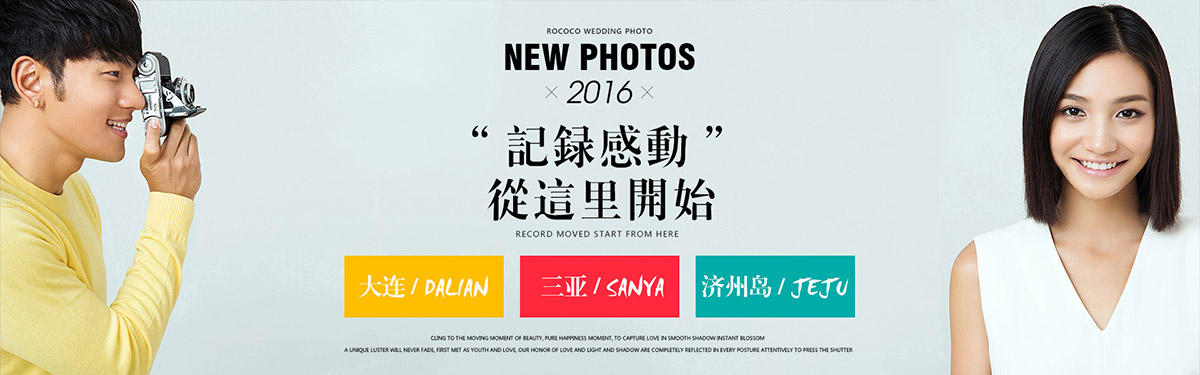 ROCOCO WEDDING PHOTO
NEW PHOTOS
× 2016 ×
“ 記録感動 ”
從這里開始
RECORD MOVED START FROM HERE
大连 / DALIAN
三亚 / SANYA
济州岛 / JEJU
CLING TO THE MOVING MOMENT OF BEAUTY, PURE HAPPINESS MOMENT, TO CAPTURE LOVE IN SMOOTH SHADOW INSTANT BLOSSOM
A UNIQUE LUSTER WILL NEVER FADE, FIRST MET AS YOUTH AND LOVE, OUR HONOR OF LOVE AND LIGHT AND SHADOW ARE COMPLETELY REFLECTED IN EVERY POSTURE ATTENTIVELY TO PRESS THE SHUTTER